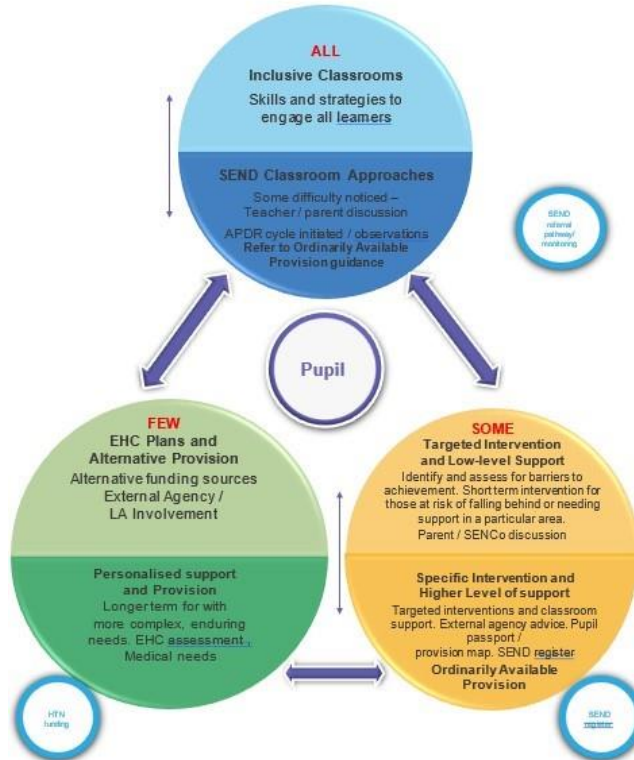 ALL
Inclusive Classrooms
Skills and strategies to
engage all learners
SEND Classroom Approaches
Some difficulty noticed –
Teacher / parent discussion
APDR cycle initiated / observations
Refer to Ordinarily Available
Provision guidance
SEND
referral
pathway/
monitoring
Pupil
FEW
EHC Plans and
Alternative Provision
Alternative funding sources
External Agency /
LA Involvement
Personalised support
and Provision
Longer term for with
more complex, enduring
needs. EHC assessment ,
Medical needs
HTN
funding
SOME
Targeted Intervention
and Low-level Support
Identify and assess for barriers to
achievement. Short term intervention for
those at risk of falling behind or needing
support in a particular area.
Parent / SENCo discussion
Specific Intervention and
Higher Level of support
Targeted interventions and classroom
support. External agency advice. Pupil
passport /
provision map. SEND register
Ordinarily Available
Provision
SEND
register